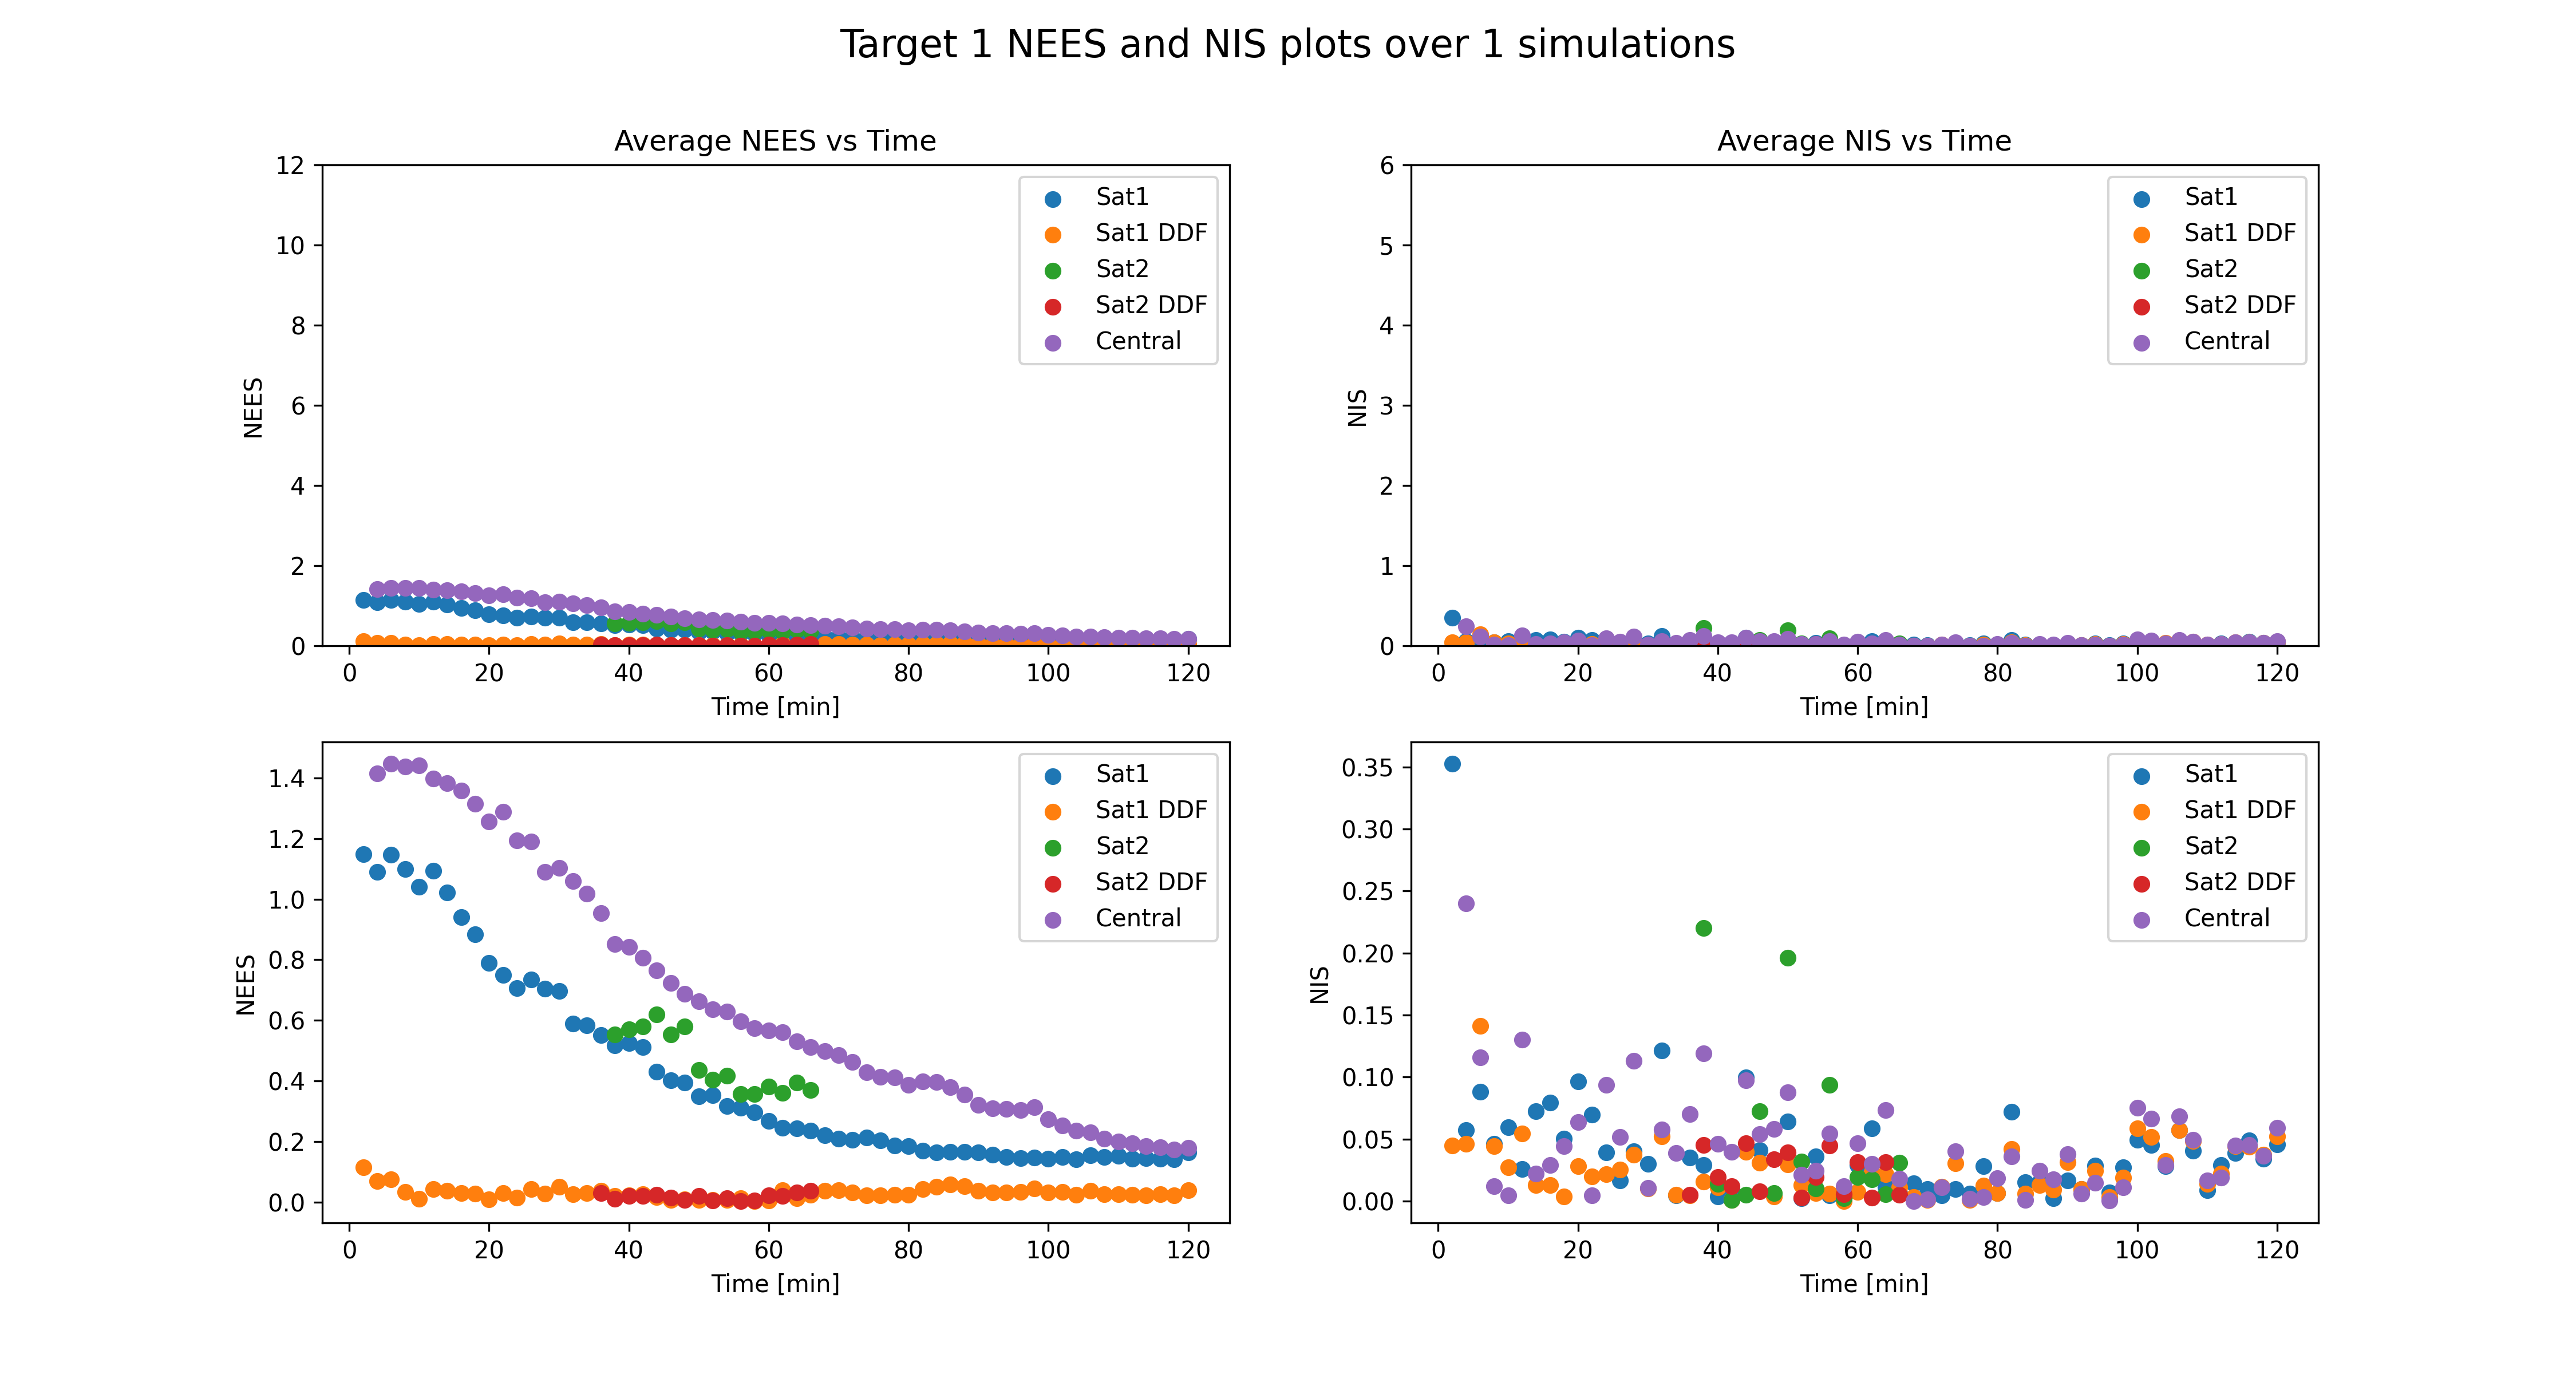 Target 1 NEES and NIS plots over 1 simulations
Average NEES vs Time
12
10
8
6
4
2
0
NEES
0 20 40 60 80 100 120
Time [min]
Sat1
Sat1 DDF
Sat2
Sat2 DDF
Central
Average NIS vs Time
6
5
4
3
2
1
0
NIS
0 20 40 60 80 100 120
Time [min]
Sat1
Sat1 DDF
Sat2
Sat2 DDF
Central
1.4
1.2
1.0
0.8
0.6
0.4
0.2
0.0
NEES
0 20 40 60 80 100 120
Time [min]
Sat1
Sat1 DDF
Sat2
Sat2 DDF
Central
0.35
0.30
0.25
0.20
0.15
0.10
0.05
0.00
NIS
0 20 40 60 80 100 120
Time [min]
Sat1
Sat1 DDF
Sat2
Sat2 DDF
Central